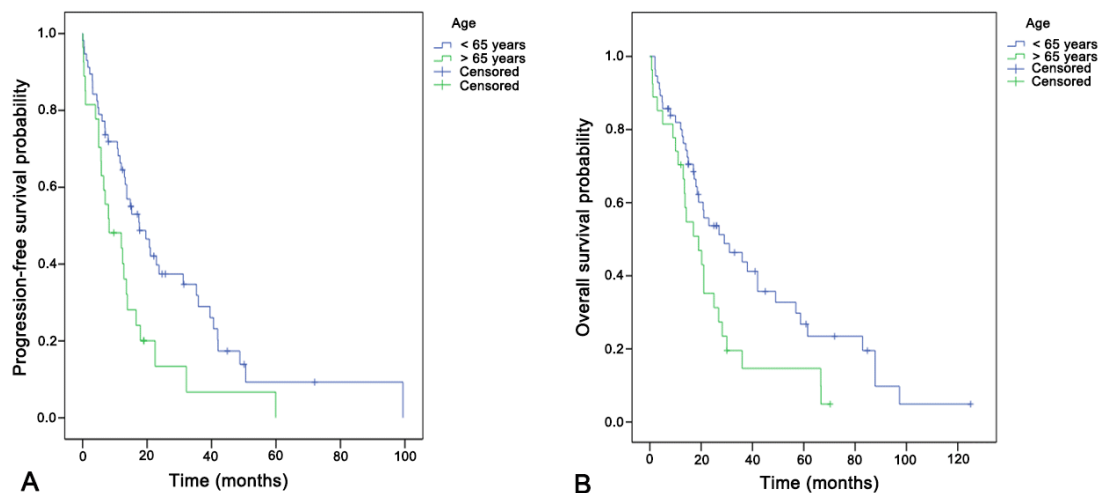 Age
< 65 years
> 65 years
Censored
Censored
1.0
0.8
0.6
0.4
0.2
0.0
Progression-free survival probability
0
20
40
60
80
100
Time (months)
A
Age
< 65 years
> 65 years
Censored
Censored
1.0
0.8
0.6
0.4
0.2
0.0
Overall survival probability
0
20
40
60
80
100
120
Time (months)
B